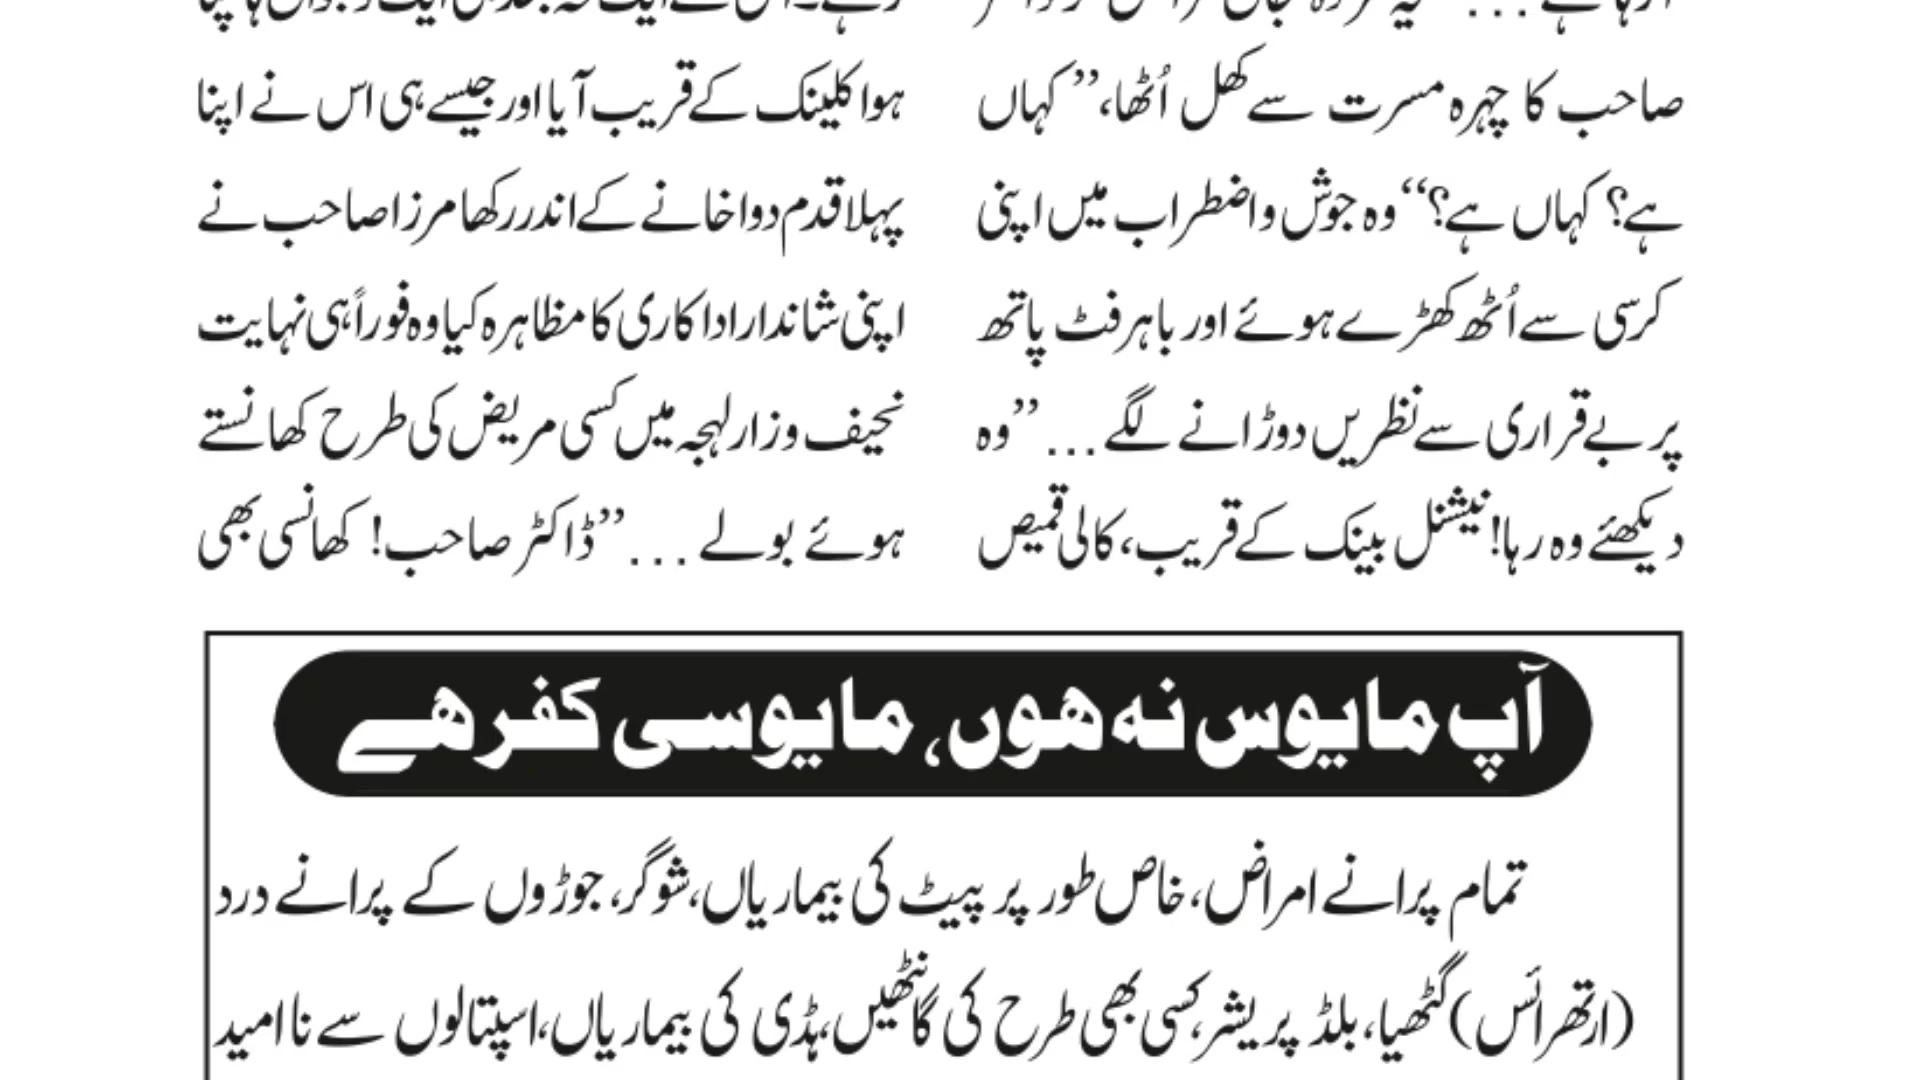 صاحب کا چہرہ مسرت سے کھل اُٹھا، ”کہاں
ہے؟ کہاں ہے؟“ وہ جوش و اضطراب میں اپنی
کرسی سے اُٹھ کھڑے ہوئے اور باہر فٹ پاتھ
پر بے قراری سے نظریں دوڑانے لگے ... ”وہ
دیکھئے وہ رہا! نیشنل بینک کے قریب، کالی قمیص
ہوا کلینک کے قریب آیا اور جیسے ہی اس نے اپنا
پہلا قدم دواخانے کے اندر رکھا مرزا صاحب نے
اپنی شاندار اداکاری کا مظاہرہ کیا وہ فوراً ہی نہایت
نحیف و زار لہجہ میں کسی مریض کی طرح کھانستے
ہوئے بولے ... ”ڈاکٹر صاحب! کھانسی بھی
آپ مایوس نہ ہوں، مایوسی کفر ہے
تمام پرانے امراض، خاص طور پر پیٹ کی بیماریاں، شوگر، جوڑوں کے پرانے درد
(ارتھرائس) گٹھیا، بلڈ پریشر، کسی بھی طرح کی گانٹھیں، ہڈی کی بیماریاں، اسپتالوں سے نا امید